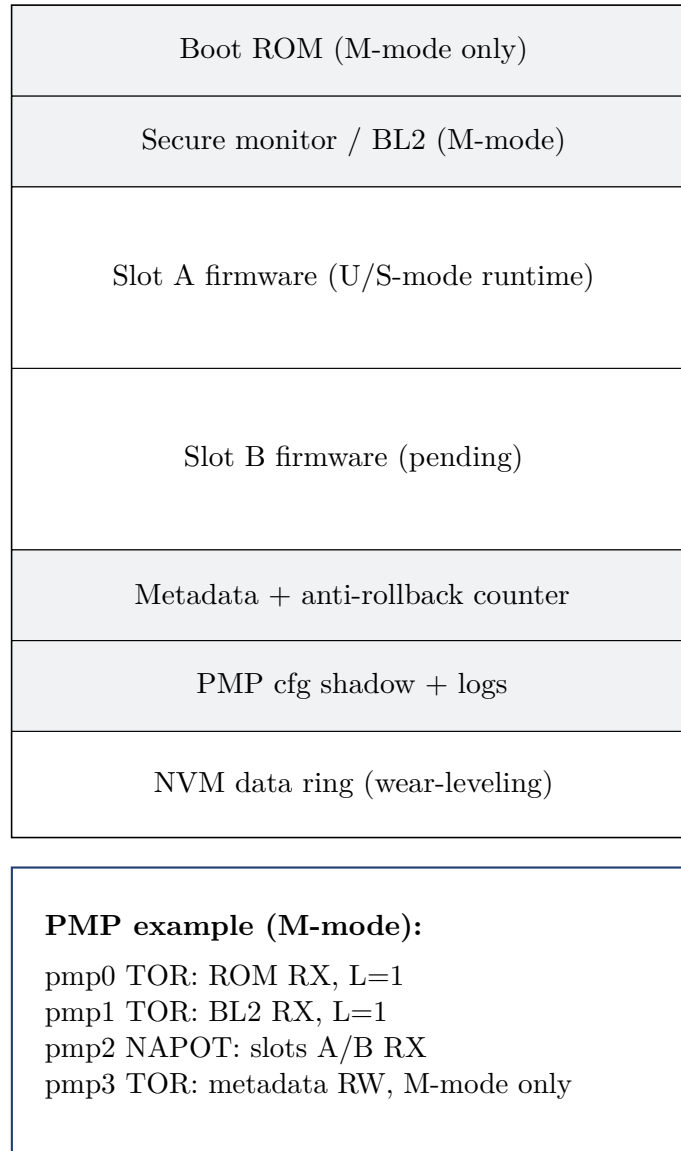 Boot ROM (M-mode only)
Secure monitor / BL2 (M-mode)
Slot A firmware (U/S-mode runtime)
Slot B firmware (pending)
Metadata + anti-rollback counter
PMP cfg shadow + logs
NVM data ring (wear-leveling)
PMP example (M-mode):
pmp0 TOR: ROM RX, L=1
pmp1 TOR: BL2 RX, L=1
pmp2 NAPOT: slots A/B RX
pmp3 TOR: metadata RW, M-mode only